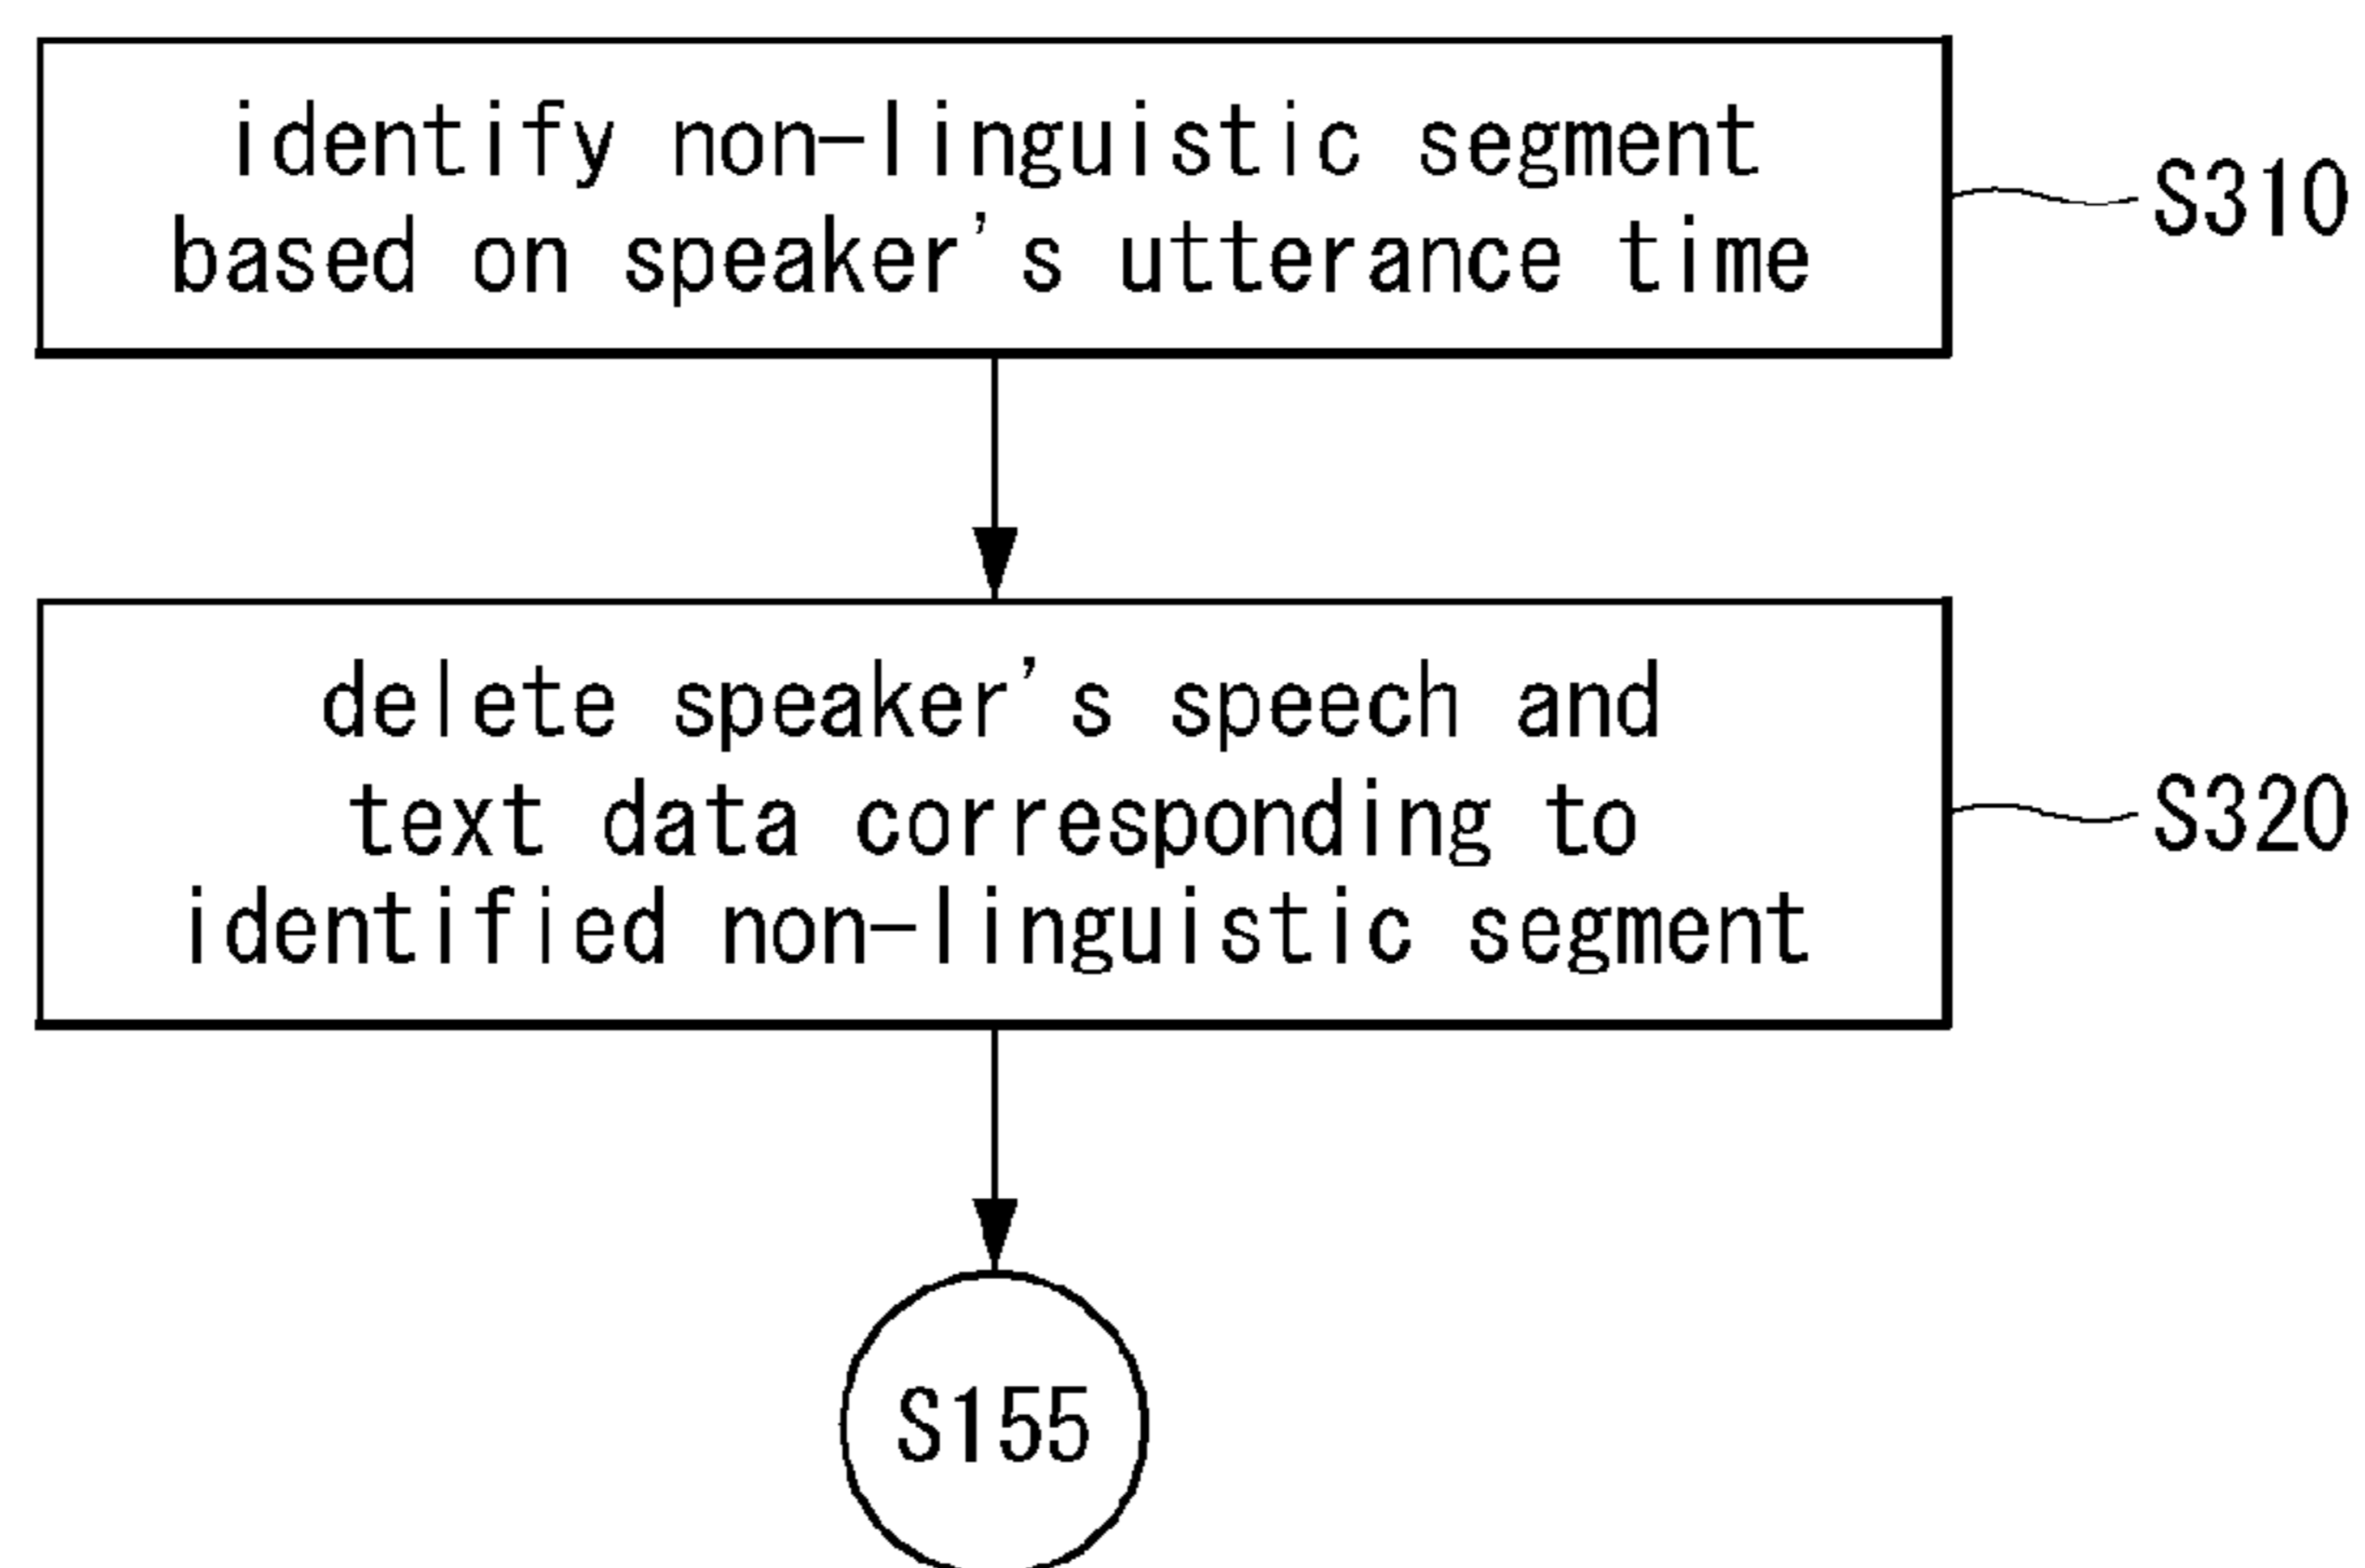 identify non-linguistic segment
based on speaker's utterance time
S310
delete speaker's speech and
text data corresponding to
identified non-linguistic segment
S320
S155